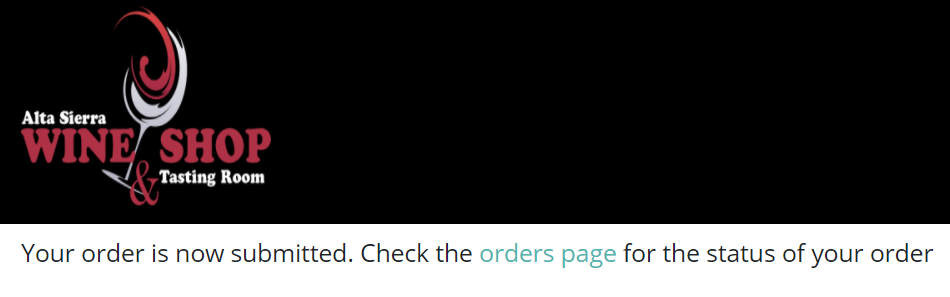 Alta Sierra
WINE SHOP
& Tasting Room
Your order is now submitted. Check the orders page for the status of your order